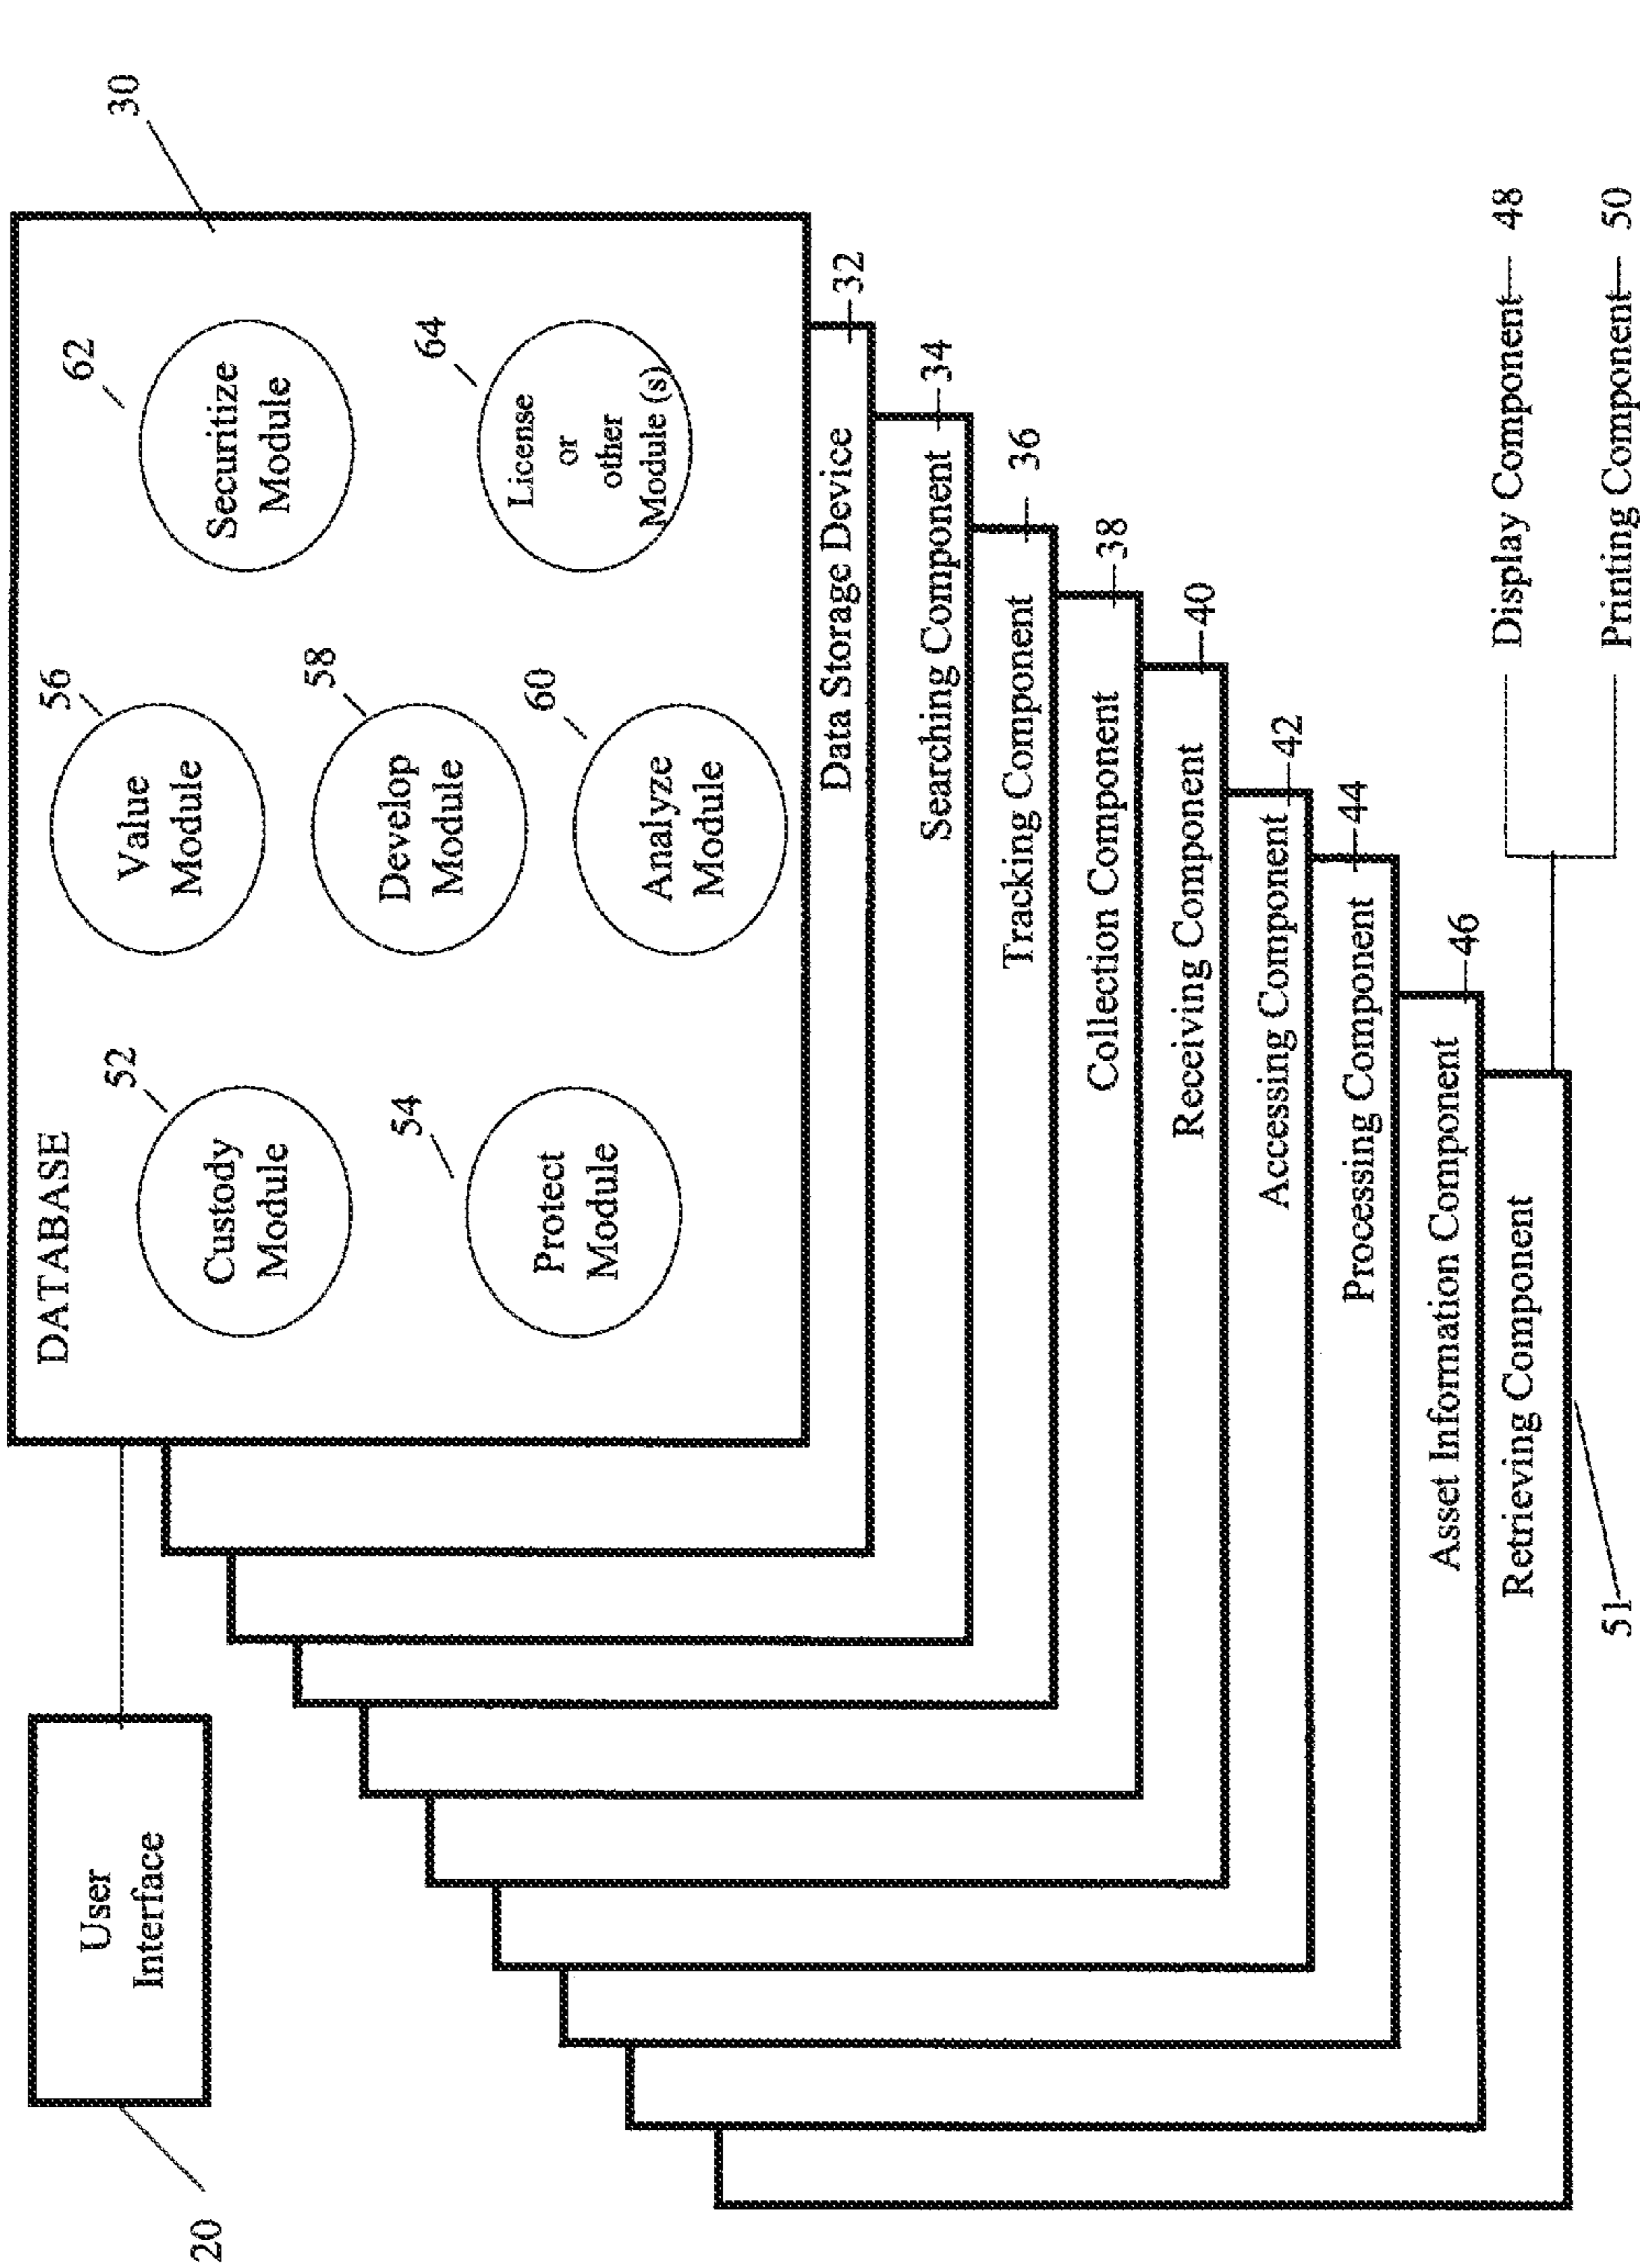 20
User
Interface
DATABASE
30
52
Custody
Module
54
Protect
Module
56
Value
Module
58
Develop
Module
60
Analyze
Module
62
Securitize
Module
64
License
or
other
Module (s)
Data Storage Device
32
Searching Component
34
Tracking Component
36
Collection Component
38
Receiving Component
40
Accessing Component
42
Processing Component
44
Asset Information Component
46
Retrieving Component
51
Display Component
48
Printing Component
50